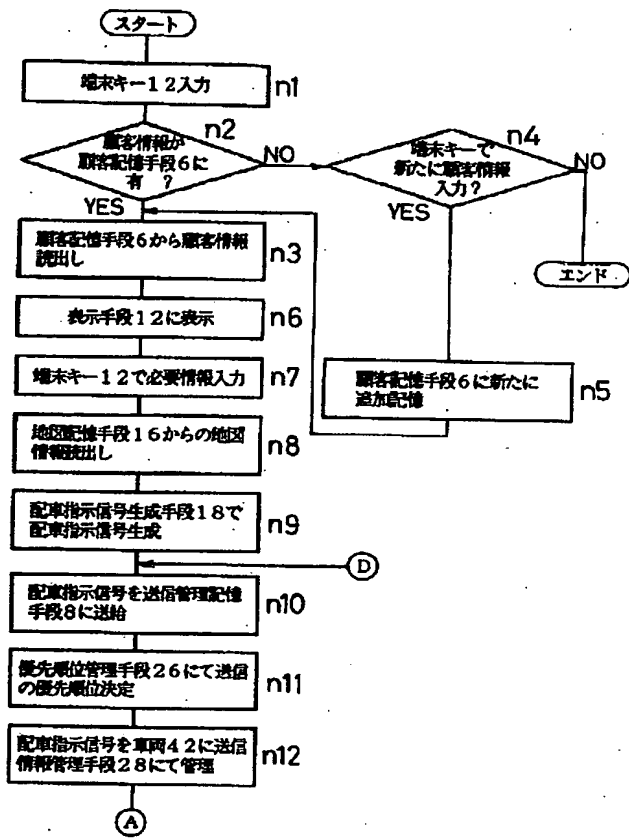 スタート
端末キー12入力
n1
顧客情報が
顧客記憶手段6に
有 ?
n2
NO
YES
端末キーで
新たに顧客情報
入力?
n4
NO
YES
エンド
顧客記憶手段6から顧客情報
読出し
n3
表示手段12に表示
n6
端末キー12で必要情報入力
n7
顧客記憶手段6に新たに
追加記憶
n5
地図記憶手段16からの地図
情報読出し
n8
配車指示信号生成手段18で
配車指示信号生成
n9
D
配車指示信号を送信管理記憶
手段8に送給
n10
優先順位管理手段26にて送信
の優先順位決定
n11
配車指示信号を車両42に送信
情報管理手段28にて管理
n12
A